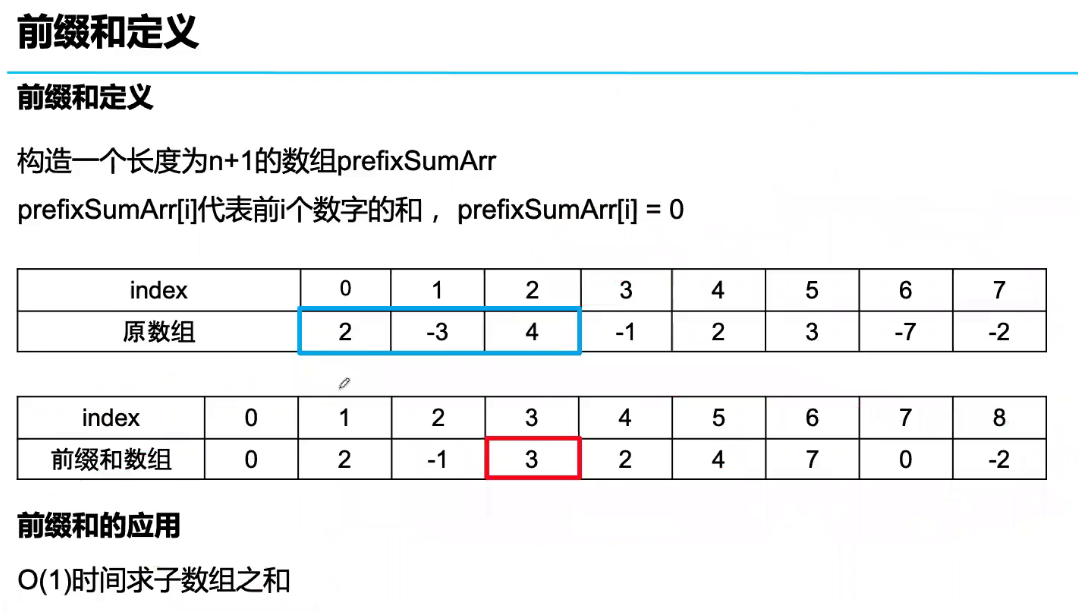 前缀和定义
前缀和定义
构造一个长度为n+1的数组prefixSumArr
prefixSumArr[i]代表前i个数字的和， prefixSumArr[i] = 0
index 0 1 2 3 4 5 6 7
原数组 2 -3 4 -1 2 3 -7 -2
index 0 1 2 3 4 5 6 7 8
前缀和数组 0 2 -1 3 2 4 7 0 -2
前缀和的应用
O(1)时间求子数组之和